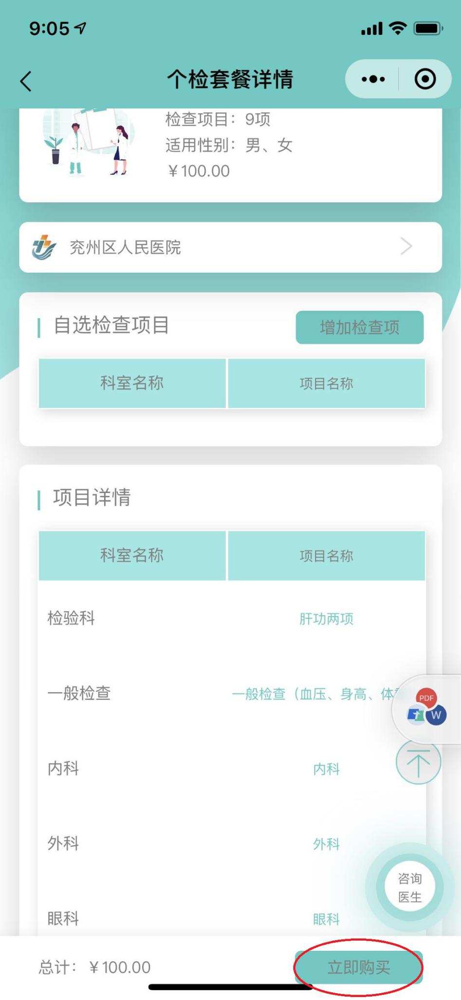 9:05
个检套餐详情
检查项目：9项
适用性别：男、女
￥100.00
兖州区人民医院
自选检查项目
增加检查项
科室名称 项目名称
项目详情
科室名称 项目名称
检验科 肝功两项
一般检查 一般检查（血压、身高、体
PDF
W
内科 内科
外科 外科
咨询
医生
眼科 眼科
总计：￥100.00 立即购买